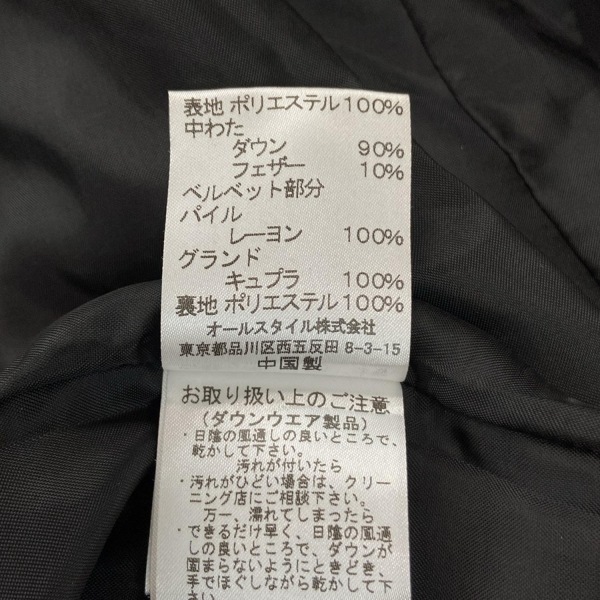 表地 ポリエステル100%
中わた
ダウン 90%
フェザー 10%
ベルベット部分
パイル
レーヨン 100%
グランド
キュプラ 100%
裏地 ポリエステル100%
オールスタイル株式会社
東京都品川区西五反田 8-3-15
中国製
お取り扱い上のご注意
(ダウンウエア製品)
・日陰の風通しの良いところで、
乾かして下さい。
汚れが付いたら
・汚れがひどい場合は、クリー
ニング店にご相談下さい。
万一、濡れてしまったら
・できるだけ早く、日陰の風通
しの良いところで、ダウンが
固まらないようにときどき、
手でほぐしながら乾かして下
さい。